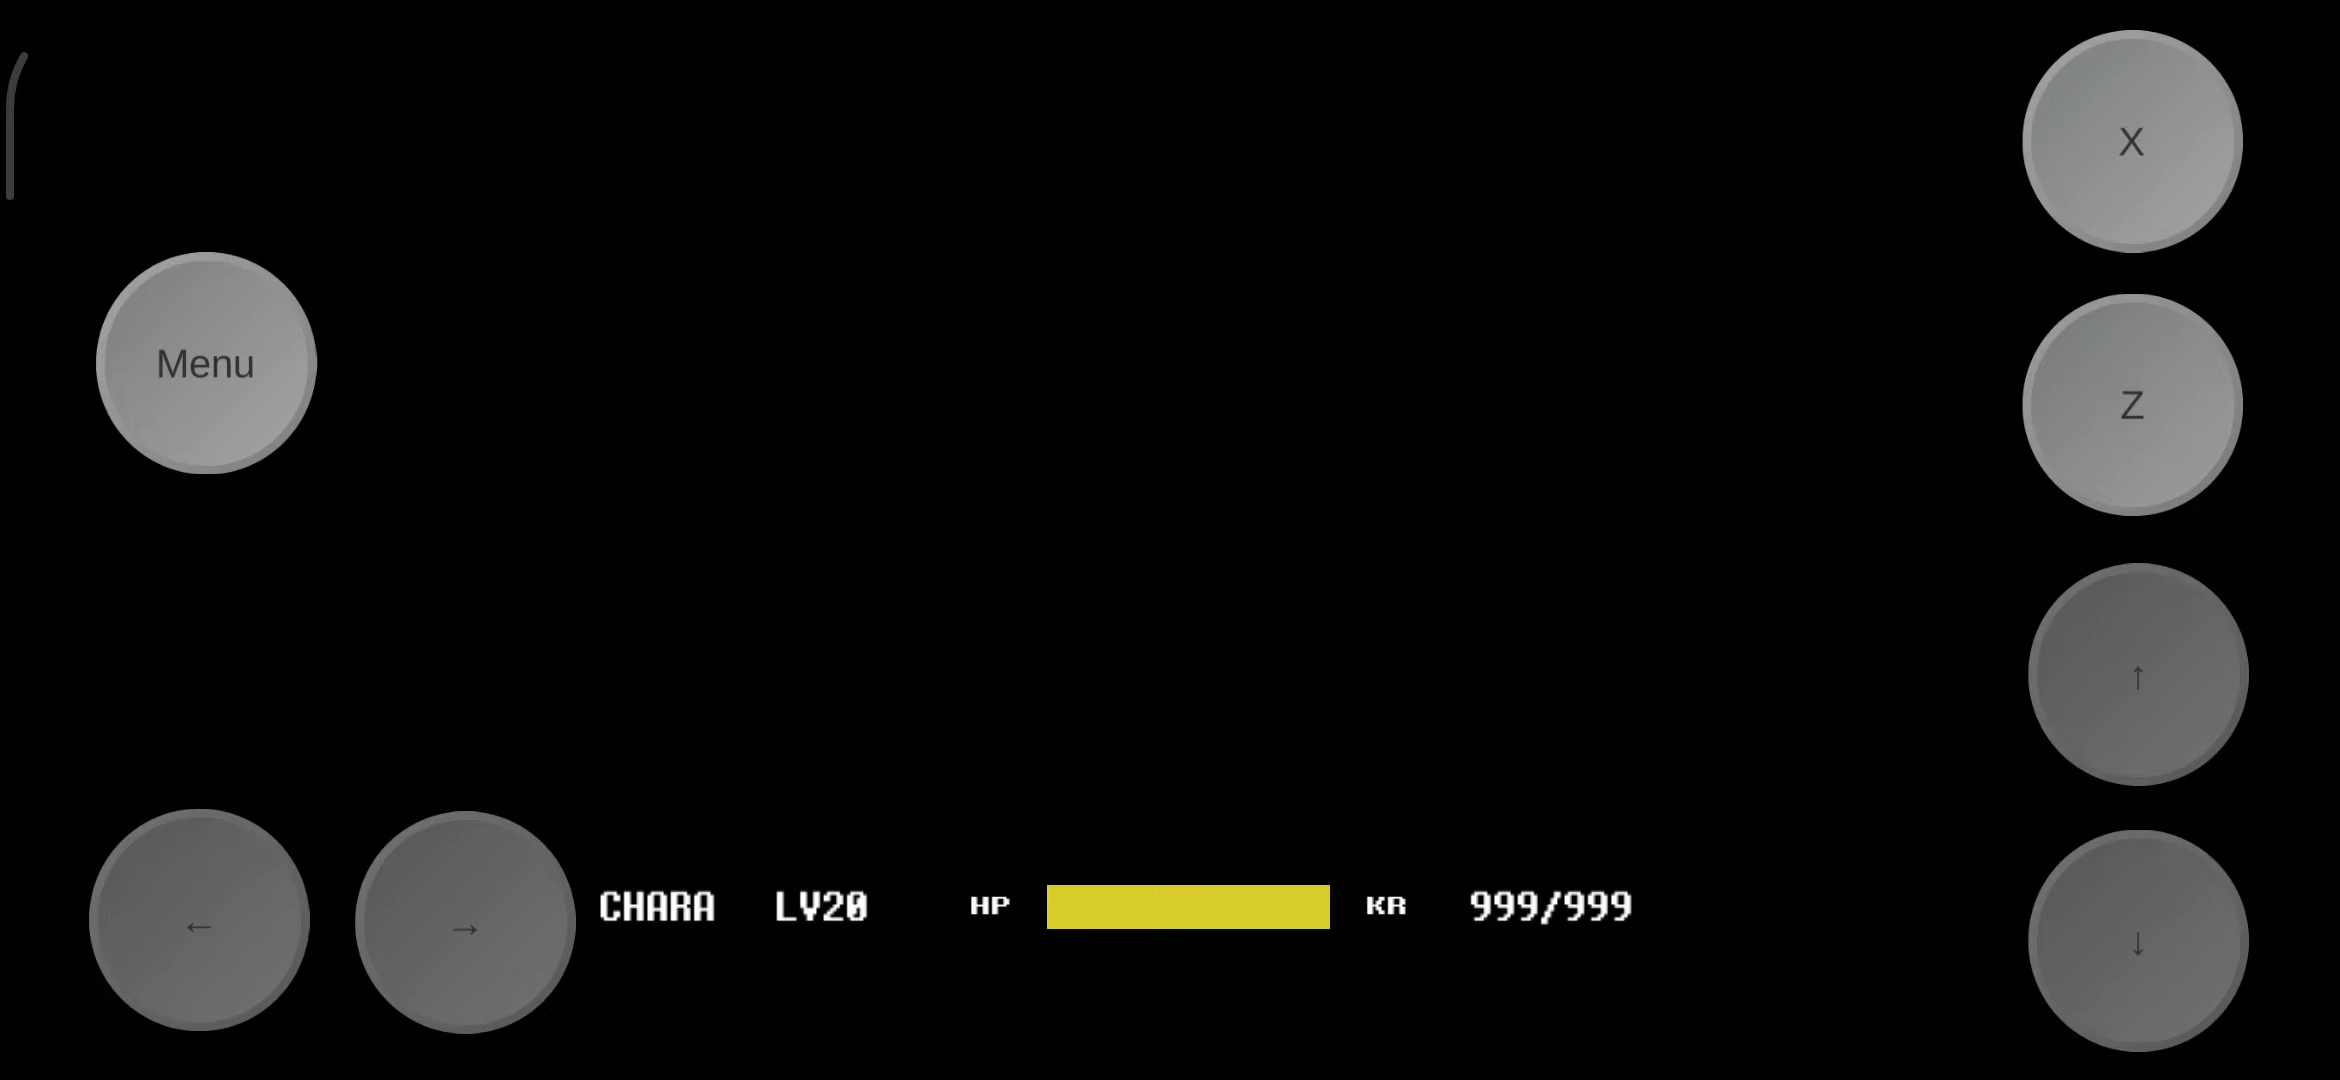 X
Menu
Z
↑
← → CHARA LV20 HP KR 999/999
↓